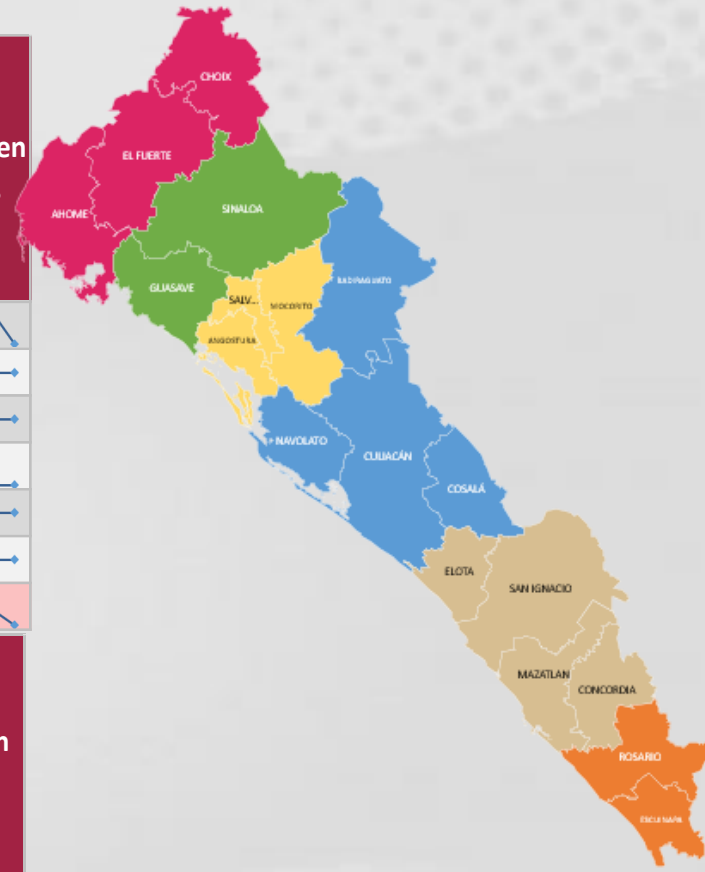 CHOIX
en
EL FUERTE
AHOME
SINALOA
BADIRAGUATO
GUASAVE
SALV...
MOCORITO
ANGOSTURA
NAVOLATO
CULIACÁN
COSALÁ
ELOTA
SAN IGNACIO
MAZATLAN
CONCORDIA
ROSARIO
ESCUINAPA